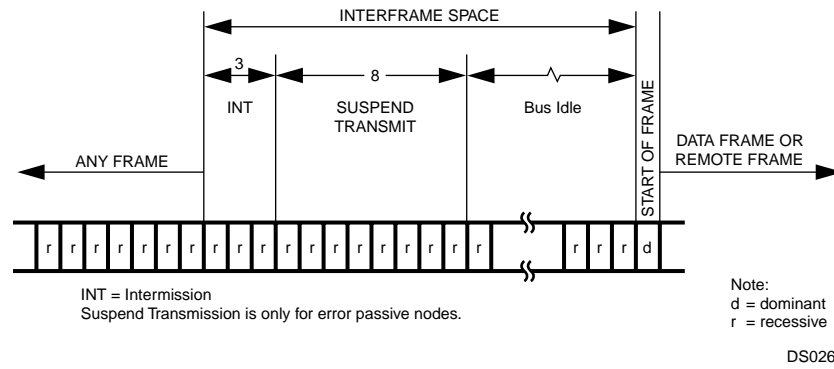 INTERFRAME SPACE
3
8
INT
SUSPEND
TRANSMIT
Bus Idle
START OF FRAME
ANY FRAME
DATA FRAME OR
REMOTE FRAME
r r r r r r r r r r r r r r r r r r r r r r d
INT = Intermission
Suspend Transmission is only for error passive nodes.
Note:
d = dominant
r = recessive
DS026